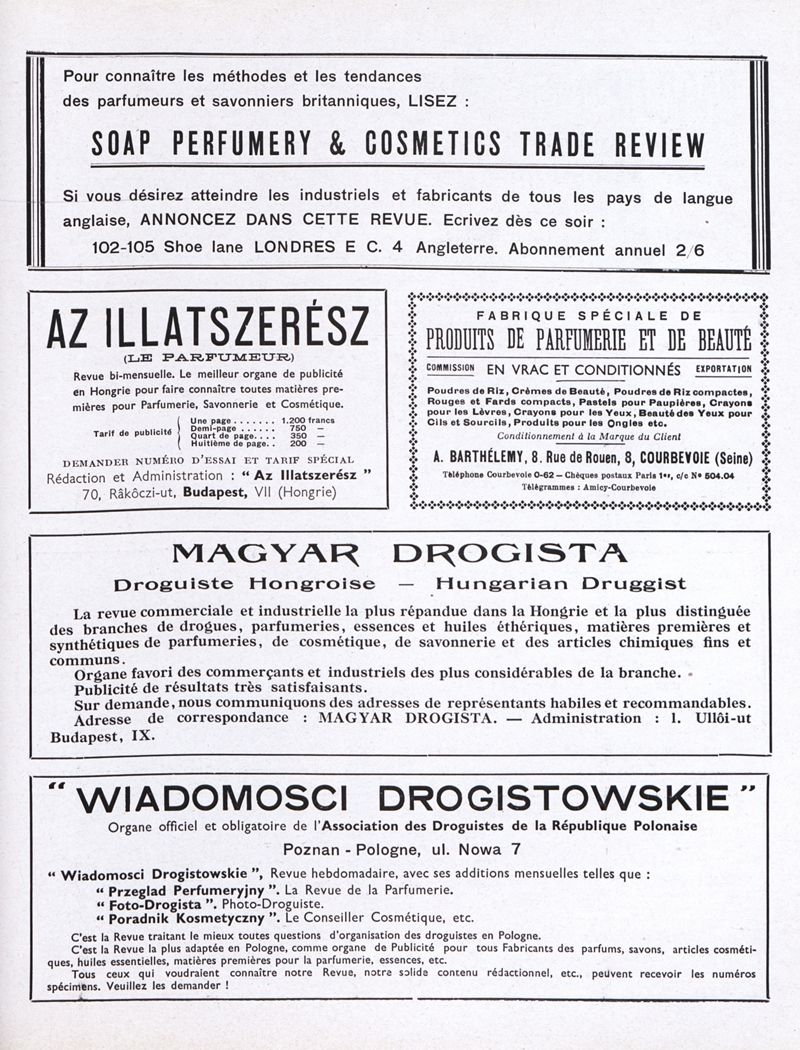 Pour connaître les méthodes et les tendances
des parfumeurs et savonniers britanniques, LISEZ :
SOAP PERFUMERY & COSMETICS TRADE REVIEW
Si vous désirez atteindre les industriels et fabricants de tous les pays de langue
anglaise, ANNONCEZ DANS CETTE REVUE. Ecrivez dès ce soir :
102-105 Shoe lane LONDRES E C. 4 Angleterre. Abonnement annuel 2/6
AZ ILLATSZERÉSZ
(LE PARFUMEUR)
Revue bi-mensuelle. Le meilleur organe de publicité
en Hongrie pour faire connaître toutes matières pre-
mières pour Parfumerie, Savonnerie et Cosmétique.
Tarif de publicité
Une page . . . . . . . 1.200 francs
Demi-page . . . . . . 750 —
Quart de page. . . . 350 —
Huitième de page. . 200 —
DEMANDER NUMÉRO D'ESSAI ET TARIF SPÉCIAL
Rédaction et Administration : “ Az Illatszerész ”
70, Râkôczi-ut, Budapest, VII (Hongrie)
FABRIQUE SPÉCIALE DE
PRODUITS DE PARFUMERIE ET DE BEAUTÉ
COMMISSION EN VRAC ET CONDITIONNÉS EXPORTATION
Poudres de Riz, Crèmes de Beauté, Poudres de Riz compactes,
Rouges et Fards compacts, Pastels pour Paupières, Crayons
pour les Lèvres, Crayons pour les Yeux, Beauté des Yeux pour
Cils et Sourcils, Produits pour les Ongles etc.
Conditionnement à la Marque du Client
A. BARTHÉLEMY, 8. Rue de Rouen, 8, COURBEVOIE (Seine)
Téléphone Courbevoie 0-62 — Chèques postaux Paris 1er, c/c No 504.04
Télégrammes : Amicy-Courbevoie
MAGYAR DROGISTA
Droguiste Hongroise — Hungarian Druggist
La revue commerciale et industrielle la plus répandue dans la Hongrie et la plus distinguée
des branches de drogues, parfumeries, essences et huiles éthériques, matières premières et
synthétiques de parfumeries, de cosmétique, de savonnerie et des articles chimiques fins et
communs.
Organe favori des commerçants et industriels des plus considérables de la branche.
Publicité de résultats très satisfaisants.
Sur demande, nous communiquons des adresses de représentants habiles et recommandables.
Adresse de correspondance : MAGYAR DROGISTA. — Administration : 1. Ullôi-ut
Budapest, IX.
“ WIADOMOSCI DROGISTOWSKIE ”
Organe officiel et obligatoire de l'Association des Droguistes de la République Polonaise
Poznan - Pologne, ul. Nowa 7
“ Wiadomosci Drogistowskie ”, Revue hebdomadaire, avec ses additions mensuelles telles que :
“ Przeglad Perfumeryjny ”. La Revue de la Parfumerie.
“ Foto-Drogista ”. Photo-Droguiste.
“ Poradnik Kosmetyczny ”. Le Conseiller Cosmétique, etc.
C'est la Revue traitant le mieux toutes questions d'organisation des droguistes en Pologne.
C'est la Revue la plus adaptée en Pologne, comme organe de Publicité pour tous Fabricants des parfums, savons, articles cosméti-
ques, huiles essentielles, matières premières pour la parfumerie, essences, etc.
Tous ceux qui voudraient connaître notre Revue, notre solide contenu rédactionnel, etc., peuvent recevoir les numéros
spécimens. Veuillez les demander !